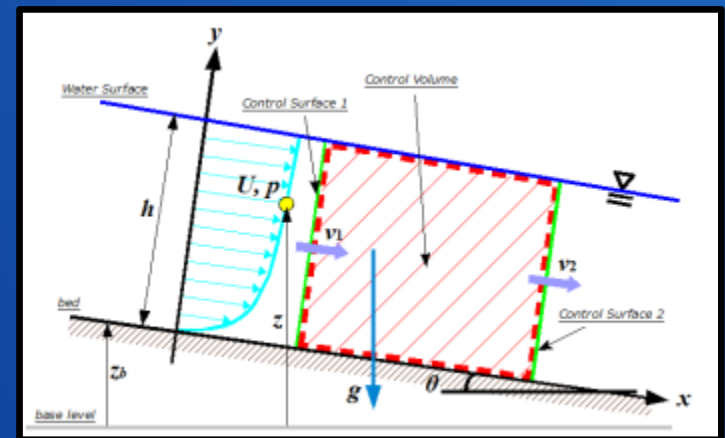 y
Water Surface
Control Volume
Control Surface 1
U, p
h
v1
v2
bed
z
Control Surface 2
zb
g
θ
x
base level